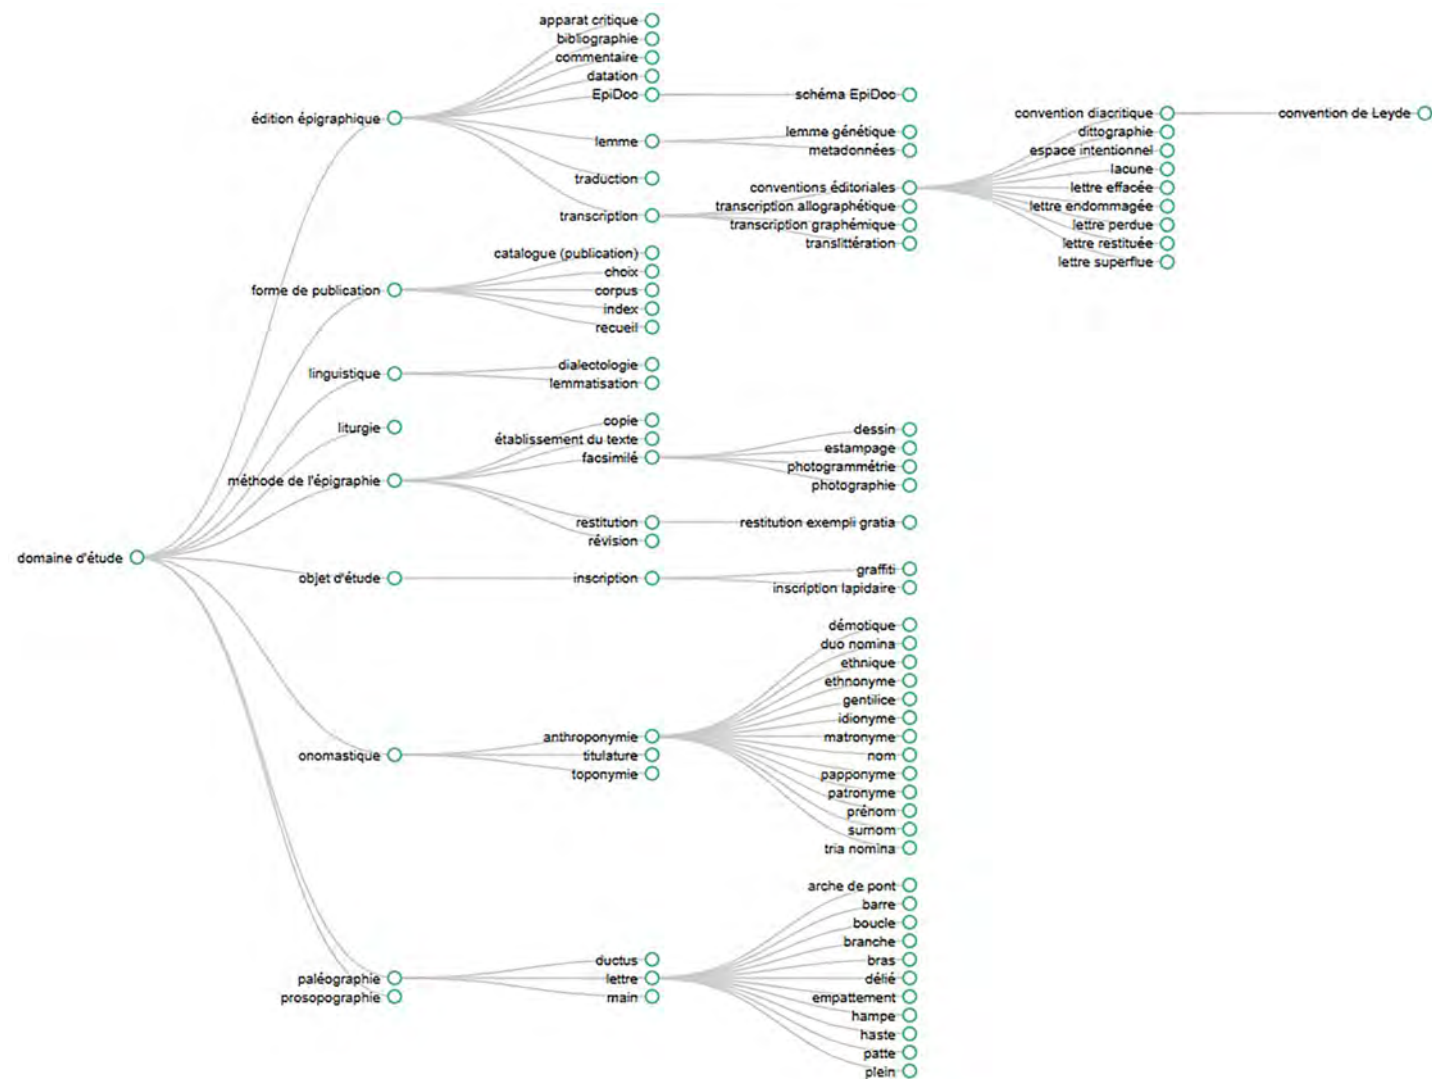 domaine d'étude
édition épigraphique
apparat critique
bibliographie
commentaire
datation
EpiDoc
schéma EpiDoc
lemme
lemme génétique
metadonnées
traduction
transcription
conventions éditoriales
convention diacritique
convention de Leyde
dittographie
espace intentionnel
lacune
lettre effacée
lettre endommagée
lettre perdue
lettre restituée
lettre superflue
transcription allographétique
transcription graphémique
translittération
forme de publication
catalogue (publication)
choix
corpus
index
recueil
linguistique
dialectologie
lemmatisation
liturgie
méthode de l'épigraphie
copie
établissement du texte
facsimilé
dessin
estampage
photogrammétrie
photographie
restitution
restitution exempli gratia
révision
objet d'étude
inscription
graffiti
inscription lapidaire
onomastique
anthroponymie
démotique
duo nomina
ethnique
ethnonyme
gentilice
idionyme
matronyme
nom
papponyme
patronyme
prénom
surnom
tria nomina
titulature
toponymie
paléographie
ductus
lettre
arche de pont
barre
boucle
branche
bras
délié
empattement
hampe
haste
patte
plein
main
prosopographie